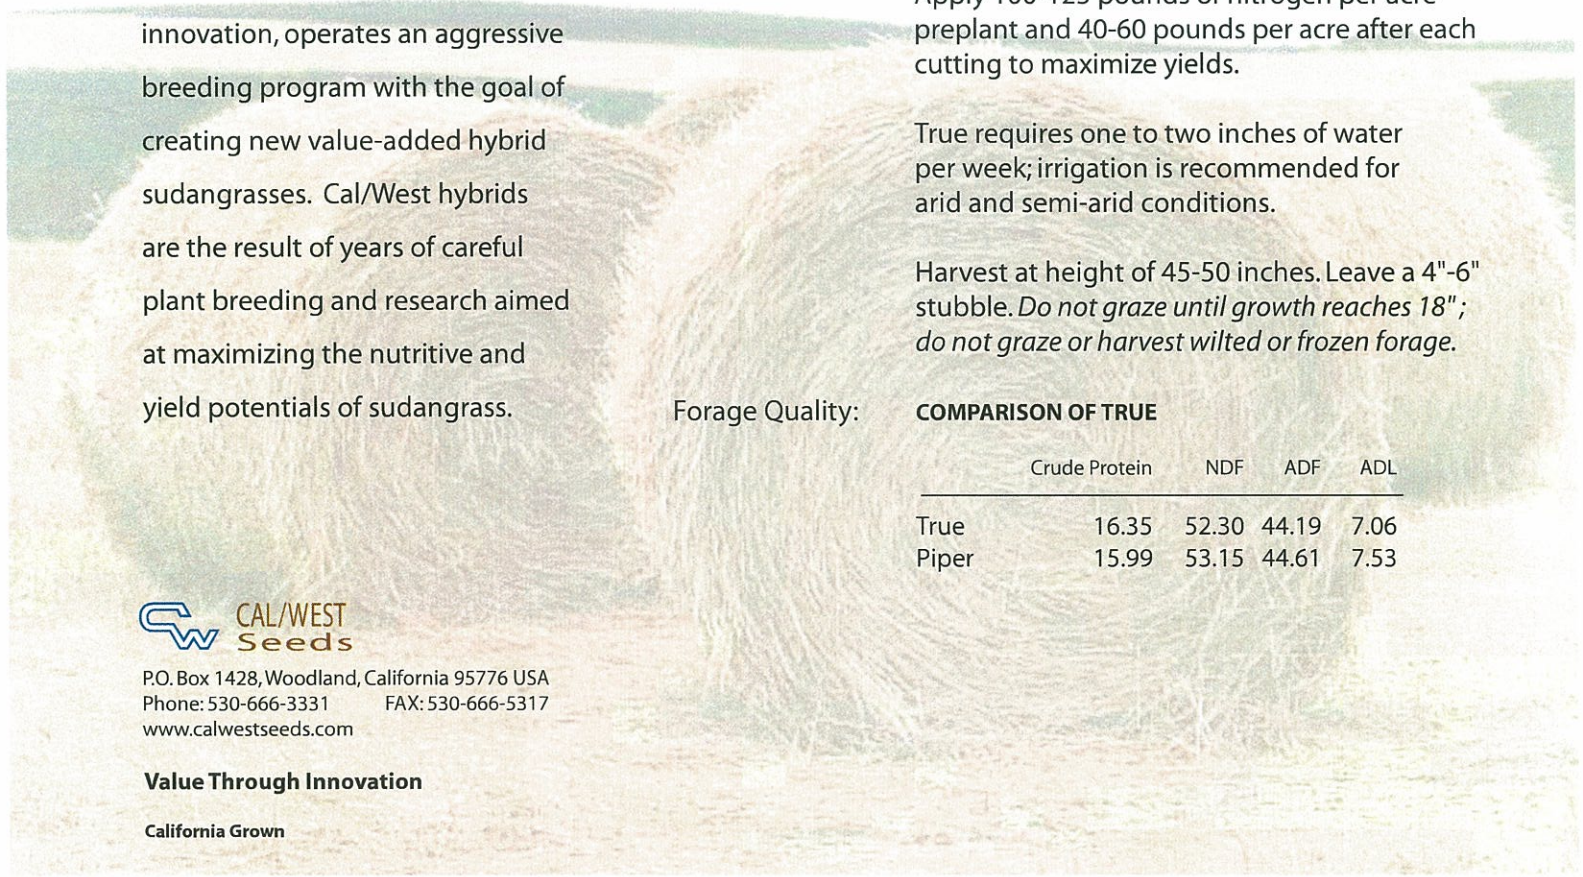 innovation, operates an aggressive
breeding program with the goal of
creating new value-added hybrid
sudangrasses. Cal/West hybrids
are the result of years of careful
plant breeding and research aimed
at maximizing the nutritive and
yield potentials of sudangrass.
CAL/WEST
Seeds
P.O. Box 1428, Woodland, California 95776 USA
Phone: 530-666-3331 FAX: 530-666-5317
www.calwestseeds.com
Value Through Innovation
California Grown
Apply 100-125 pounds of nitrogen per acre
preplant and 40-60 pounds per acre after each
cutting to maximize yields.
True requires one to two inches of water
per week; irrigation is recommended for
arid and semi-arid conditions.
Harvest at height of 45-50 inches. Leave a 4"-6"
stubble. Do not graze until growth reaches 18";
do not graze or harvest wilted or frozen forage.
Forage Quality: COMPARISON OF TRUE
Crude Protein NDF ADF ADL
True 16.35 52.30 44.19 7.06
Piper 15.99 53.15 44.61 7.53